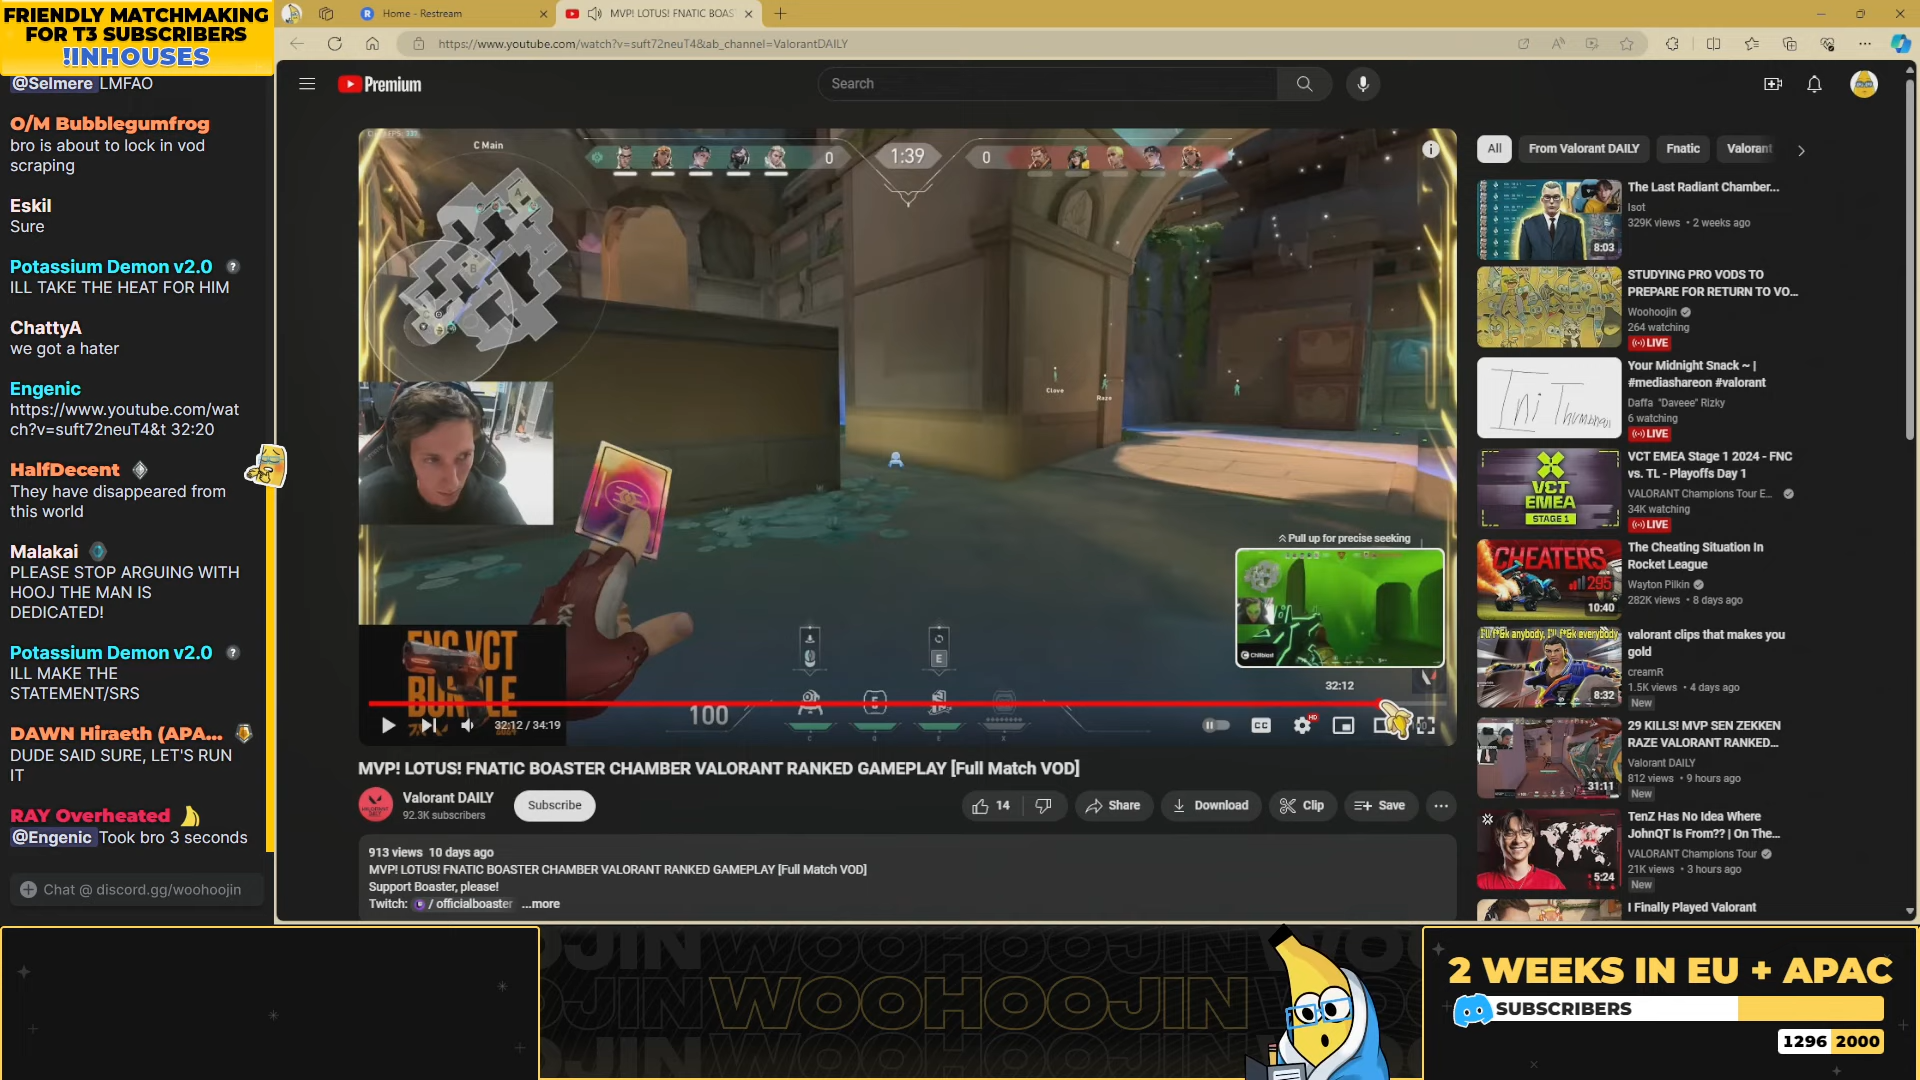 FRIENDLY MATCHMAKING
FOR T3 SUBSCRIBERS
!INHOUSES
@Selmere LMFAO
O/M Bubblegumfrog
bro is about to lock in vod
scraping
Eskil
Sure
Potassium Demon v2.0
ILL TAKE THE HEAT FOR HIM
ChattyA
we got a hater
Engenic
https://www.youtube.com/wat
ch?v=suft72neuT4&t 32:20
HalfDecent
They have disappeared from
this world
Malakai
PLEASE STOP ARGUING WITH
HOOJ THE MAN IS
DEDICATED!
Potassium Demon v2.0
ILL MAKE THE
STATEMENT/SRS
DAWN Hiraeth (APA...
DUDE SAID SURE, LET'S RUN
IT
RAY Overheated
@Engenic Took bro 3 seconds
Chat @ discord.gg/woohoojin
Home - Restream
MVP! LOTUS! FNATIC BOAS
https://www.youtube.com/watch?v=suft72neuT4&ab_channel=ValorantDAILY
Premium
Search
C Main
0
1:39
0
Clove
Raze
Pull up for precise seeking
Chillblast
32:12
FNC VCT
BUNDLE
100
C
Q
E
X
E
32:12 / 34:19
CC
HD
MVP! LOTUS! FNATIC BOASTER CHAMBER VALORANT RANKED GAMEPLAY [Full Match VOD]
Valorant DAILY
92.3K subscribers
Subscribe
14
Share
Download
Clip
Save
913 views 10 days ago
MVP! LOTUS! FNATIC BOASTER CHAMBER VALORANT RANKED GAMEPLAY [Full Match VOD]
Support Boaster, please!
Twitch: / officialboaster ...more
All
From Valorant DAILY
Fnatic
Valorant
8:03
The Last Radiant Chamber...
Isot
329K views • 2 weeks ago
STUDYING PRO VODS TO
PREPARE FOR RETURN TO VO...
Woohoojin
264 watching
LIVE
Your Midnight Snack ~ |
#mediashareon #valorant
Daffa "Daveee" Rizky
6 watching
LIVE
Ini Thumbnail
VCT EMEA Stage 1 2024 - FNC
vs. TL - Playoffs Day 1
VALORANT Champions Tour E...
34K watching
LIVE
VCT
EMEA
STAGE 1
CHEATERS
295
10:40
The Cheating Situation In
Rocket League
Wayton Pilkin
282K views • 8 days ago
I'll f*&k anybody, I'll f*&k everybody
8:32
valorant clips that makes you
gold
creamR
1.5K views • 4 days ago
New
31:11
29 KILLS! MVP SEN ZEKKEN
RAZE VALORANT RANKED...
Valorant DAILY
812 views • 9 hours ago
New
5:24
TenZ Has No Idea Where
JohnQT Is From?? | On The...
VALORANT Champions Tour
21K views • 3 hours ago
New
I Finally Played Valorant
WOOHOOJIN
2 WEEKS IN EU + APAC
SUBSCRIBERS
1296 2000